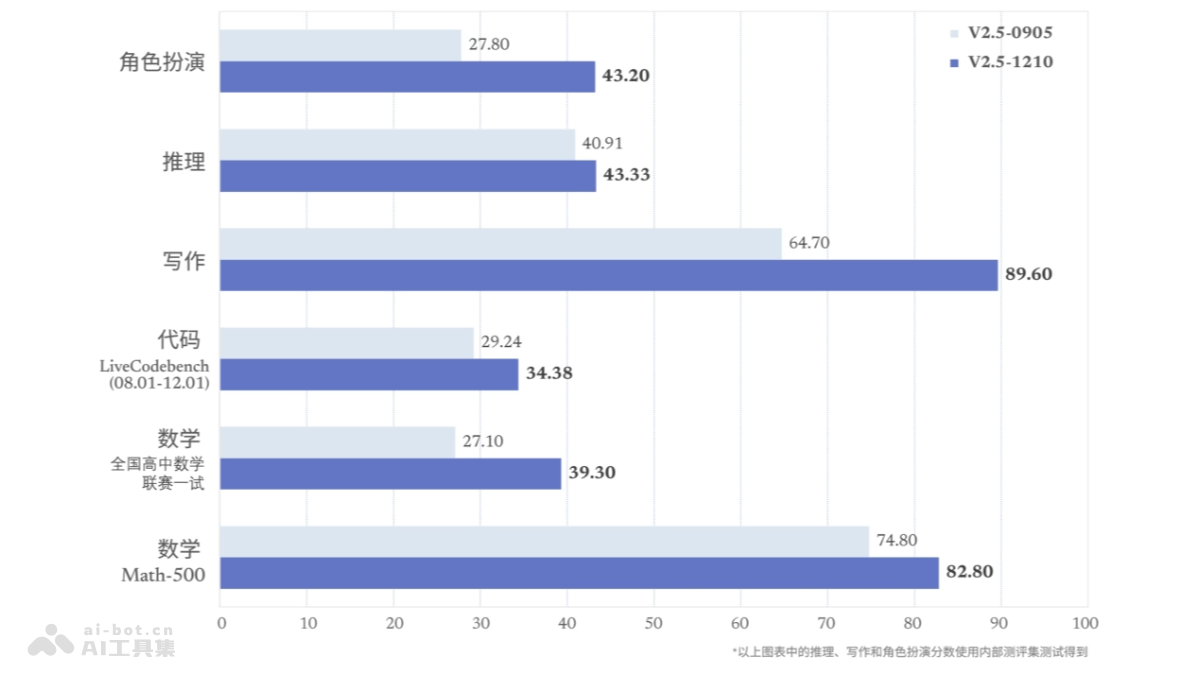 V2.5-0905
V2.5-1210
角色扮演
27.80
43.20
推理
40.91
43.33
写作
64.70
89.60
代码
LiveCodebench
(08.01-12.01)
29.24
34.38
数学
全国高中数学
联赛一试
27.10
39.30
数学
Math-500
74.80
82.80
0 10 20 30 40 50 60 70 80 90 100
*以上图表中的推理、写作和角色扮演分数使用内部测评集测试得到
ai-bot.cn
AI工具集